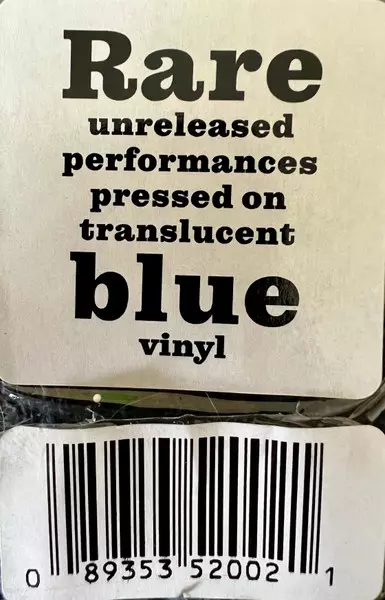 Rare
unreleased
performances
pressed on
translucent
blue
vinyl
0 89353 52002 1